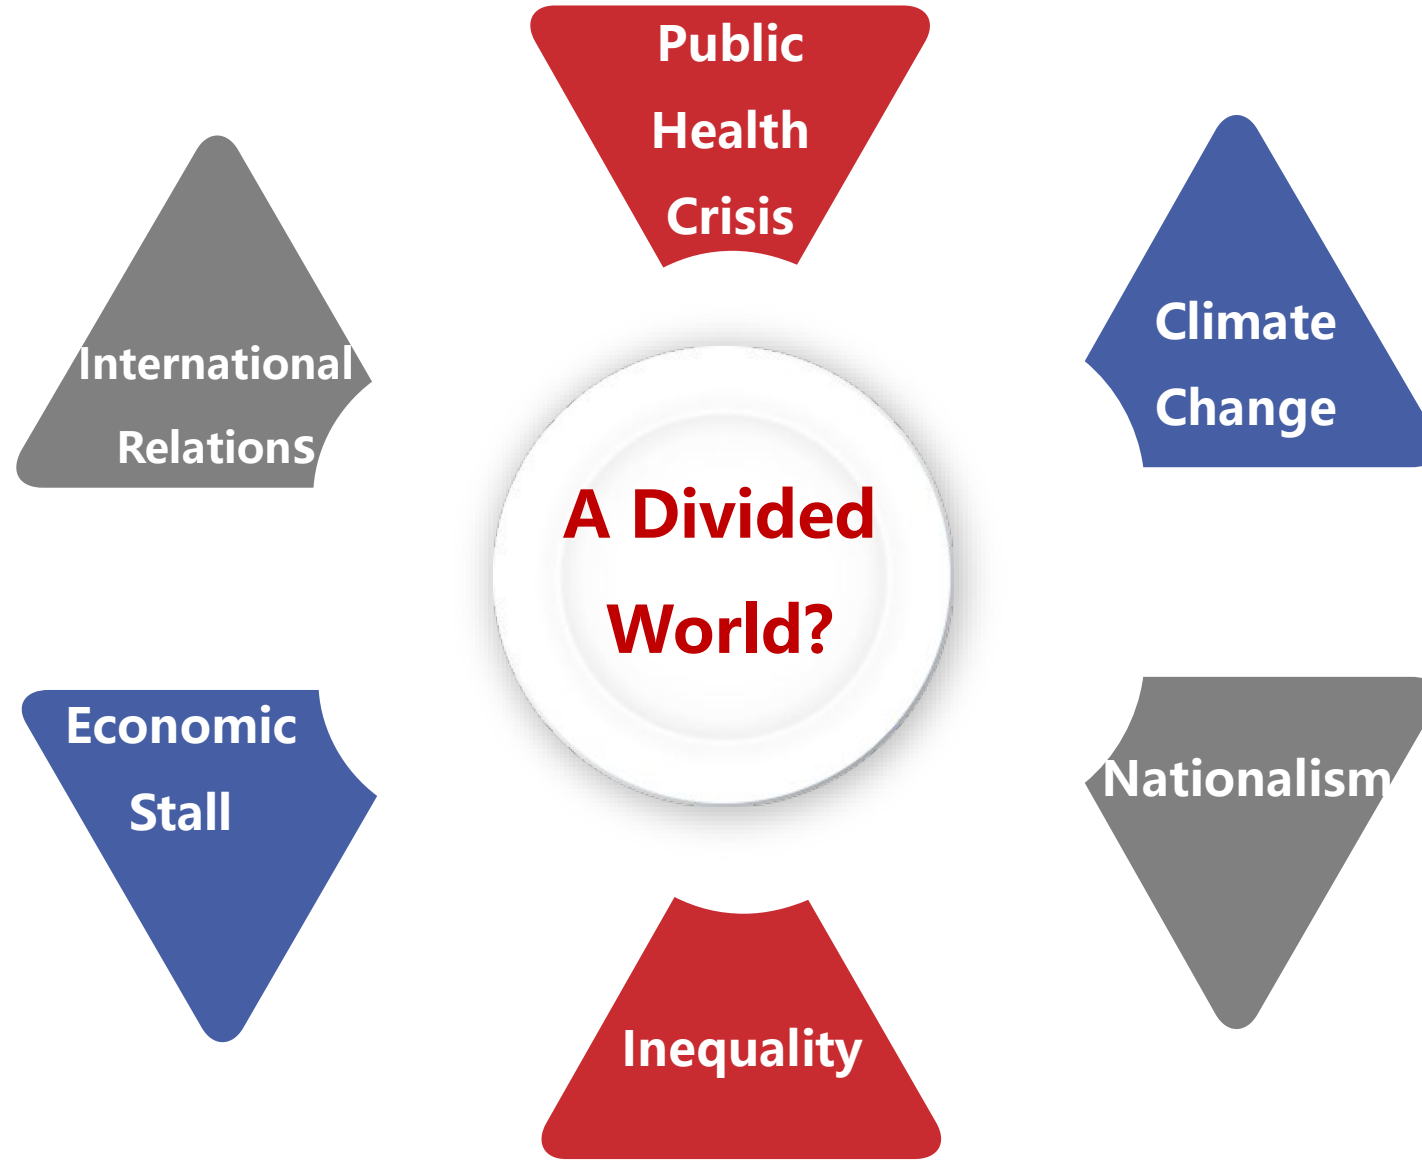 Public
Health
Crisis
International
Relations
Climate
Change
A Divided
World?
Economic
Stall
Nationalism
Inequality